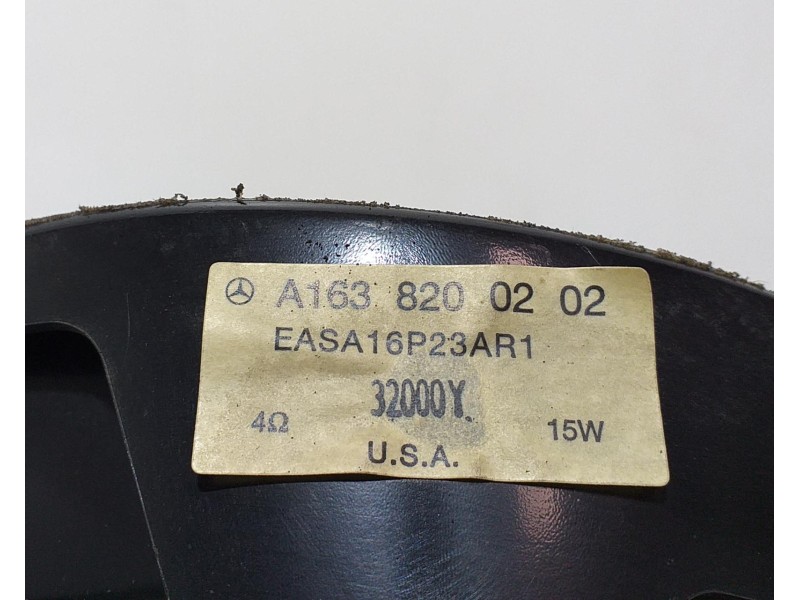 A163 820 02 02
EASA16P23AR1
32000Y.
4Ω 15W
U.S.A.